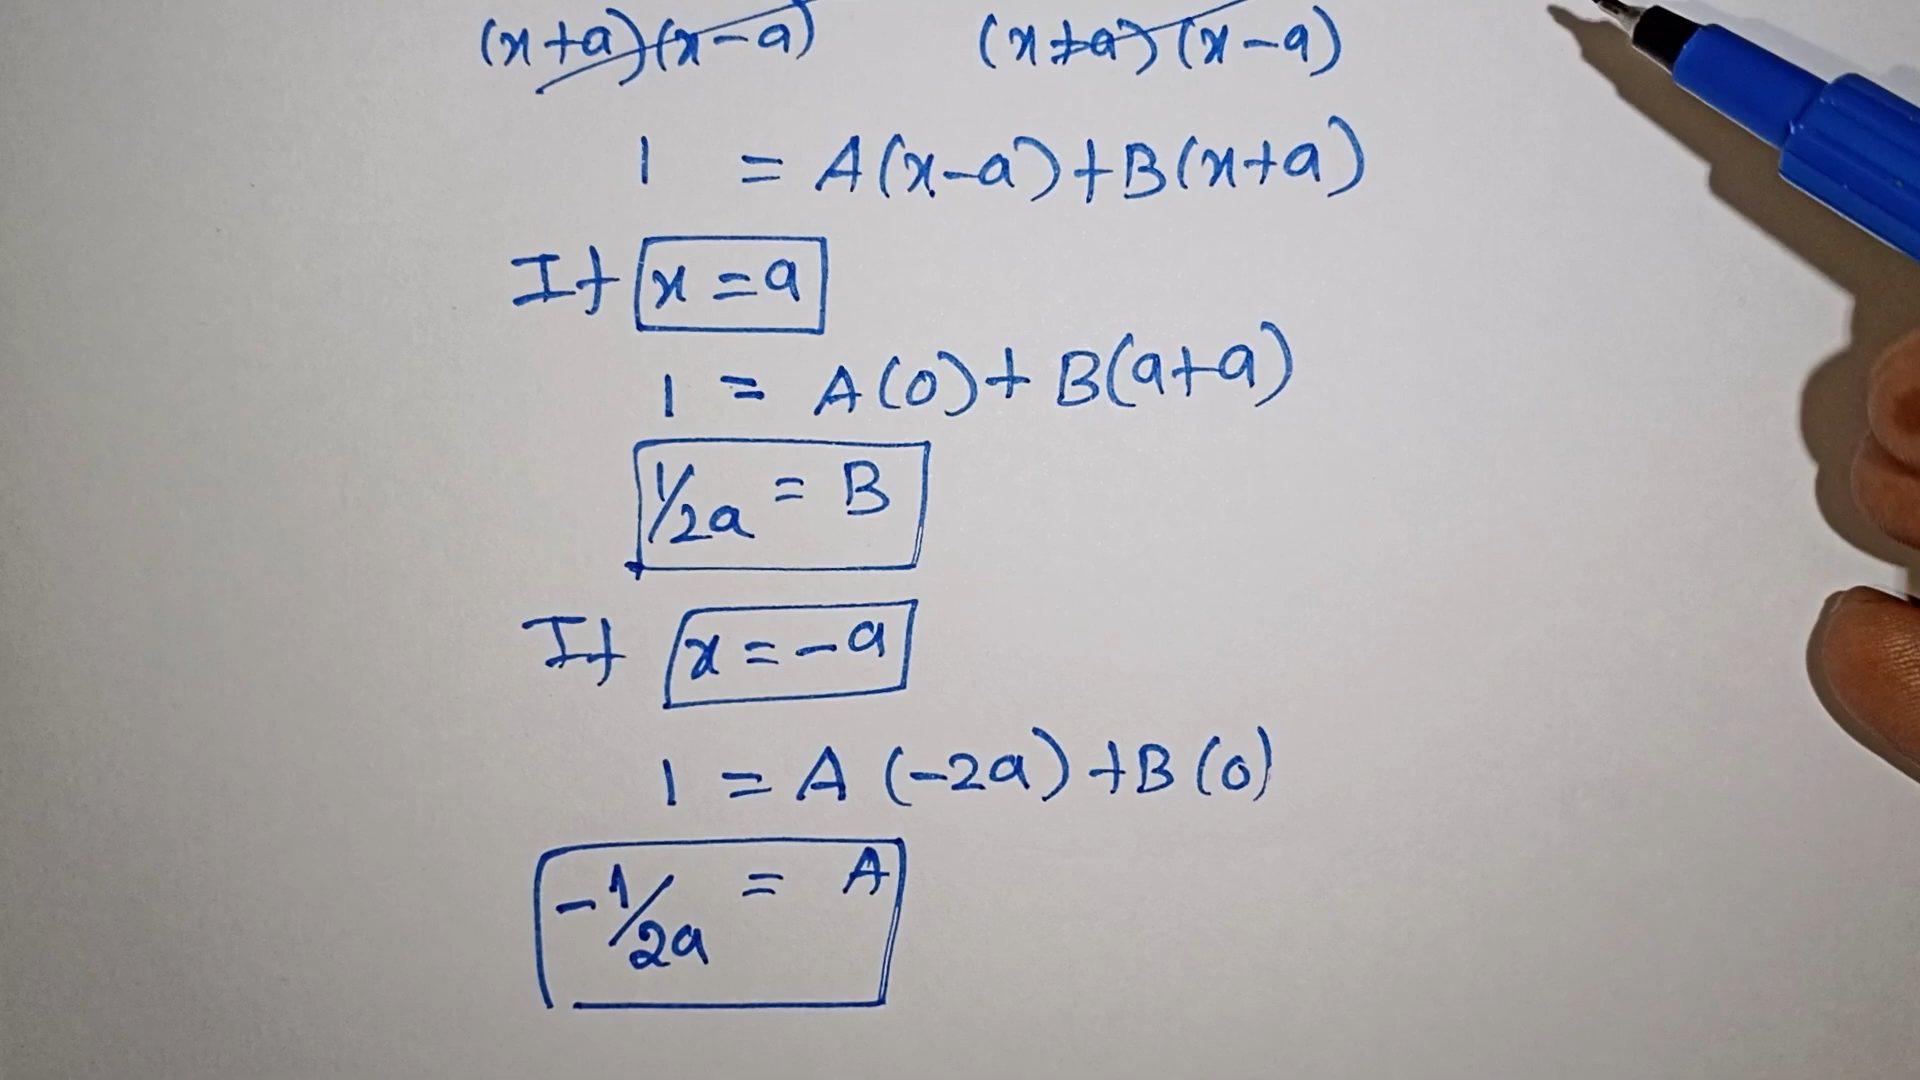 (x+a)(x-a) (x+a)(x-a)
1 = A(x-a)+B(x+a)
If x=a
1 = A(0)+B(a+a)
1/2a = B
If x=-a
1 = A(-2a)+B(0)
-1/2a = A